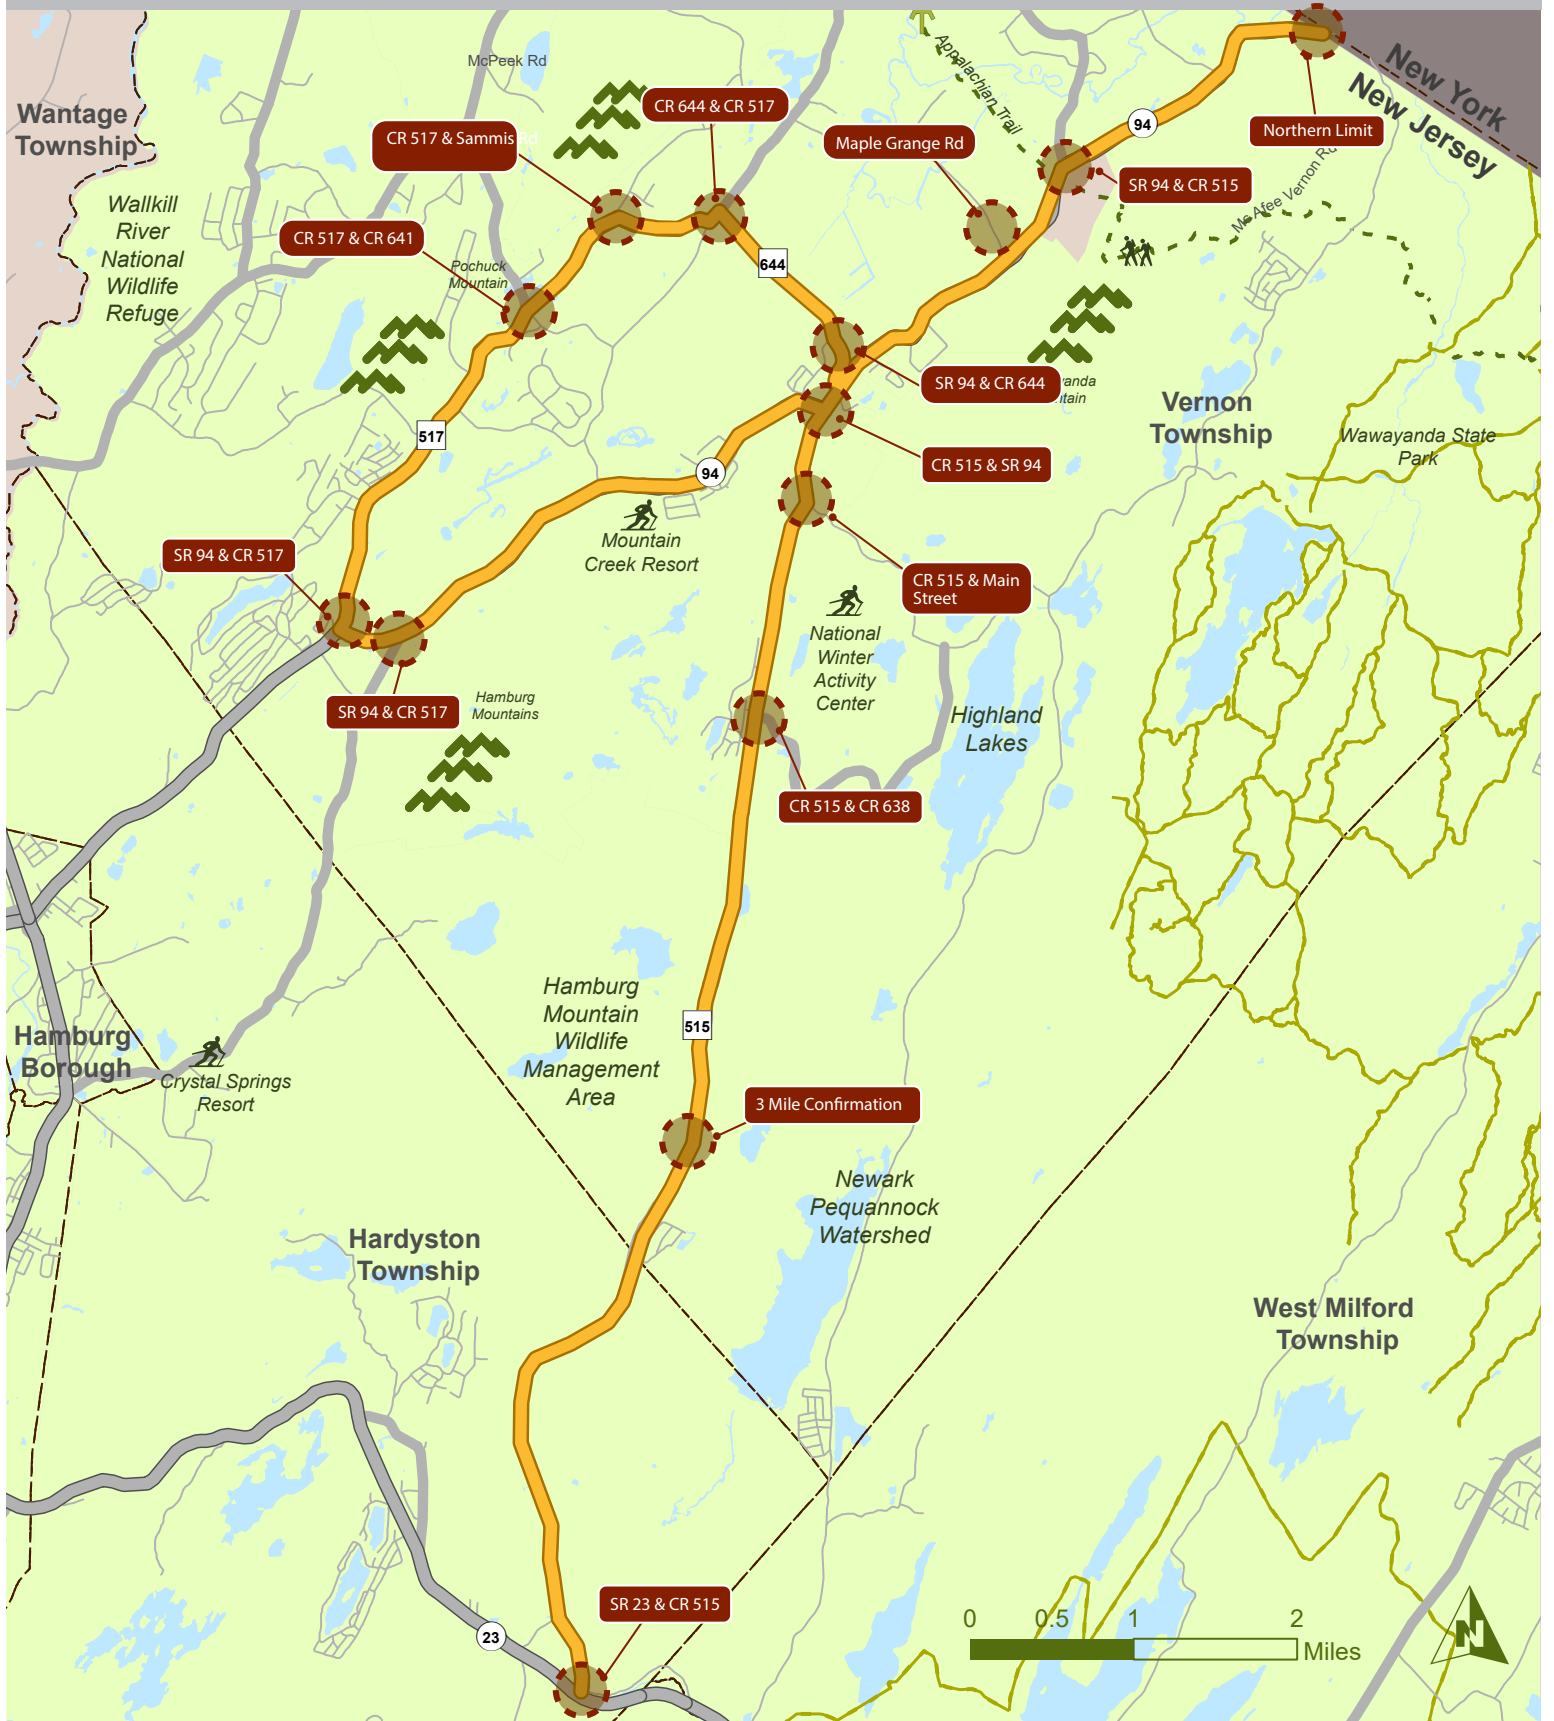 McPeek Rd
New York
New Jersey
Wantage
Township
CR 644 & CR 517
Appalachian Trail
CR 517 & Sammis Rd
Maple Grange Rd
94
Northern Limit
SR 94 & CR 515
Mc Afee Vernon Rd
Wallkill
River
National
Wildlife
Refuge
CR 517 & CR 641
Pochuck
Mountain
644
SR 94 & CR 644
anda
tain
Vernon
Township
517
Wawayanda State
Park
CR 515 & SR 94
94
Mountain
Creek Resort
SR 94 & CR 517
CR 515 & Main
Street
National
Winter
Activity
Center
SR 94 & CR 517
Hamburg
Mountains
Highland
Lakes
CR 515 & CR 638
Hamburg
Mountain
Wildlife
Management
Area
515
Hamburg
Borough
Crystal Springs
Resort
3 Mile Confirmation
Newark
Pequannock
Watershed
Hardyston
Township
West Milford
Township
SR 23 & CR 515
23
0 0.5 1 2
Miles
N